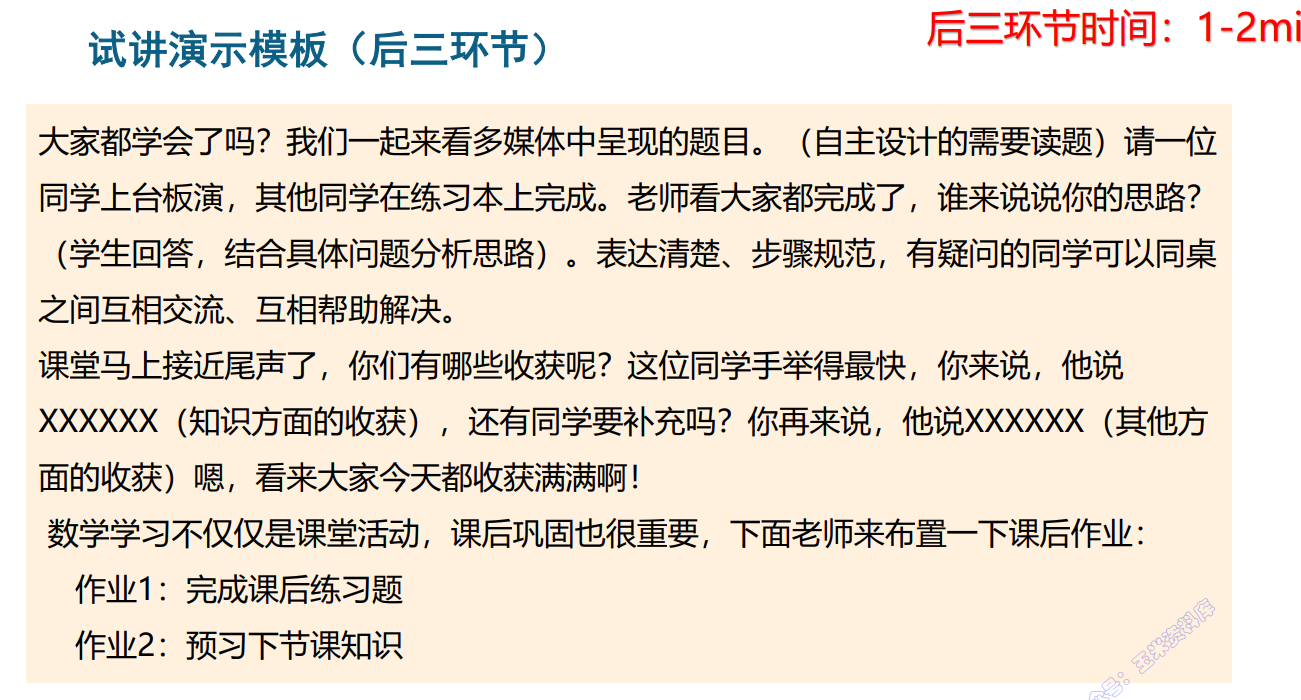 试讲演示模板（后三环节）
后三环节时间：1-2mi
大家都学会了吗？我们一起来看多媒体中呈现的题目。（自主设计的需要读题）请一位
同学上台板演，其他同学在练习本上完成。老师看大家都完成了，谁来说说你的思路？
（学生回答，结合具体问题分析思路）。表达清楚、步骤规范，有疑问的同学可以同桌
之间互相交流、互相帮助解决。
课堂马上接近尾声了，你们有哪些收获呢？这位同学手举得最快，你来说，他说
XXXXXX（知识方面的收获），还有同学要补充吗？你再来说，他说XXXXXX（其他方
面的收获）嗯，看来大家今天都收获满满啊！
数学学习不仅仅是课堂活动，课后巩固也很重要，下面老师来布置一下课后作业：
作业1：完成课后练习题
作业2：预习下节课知识